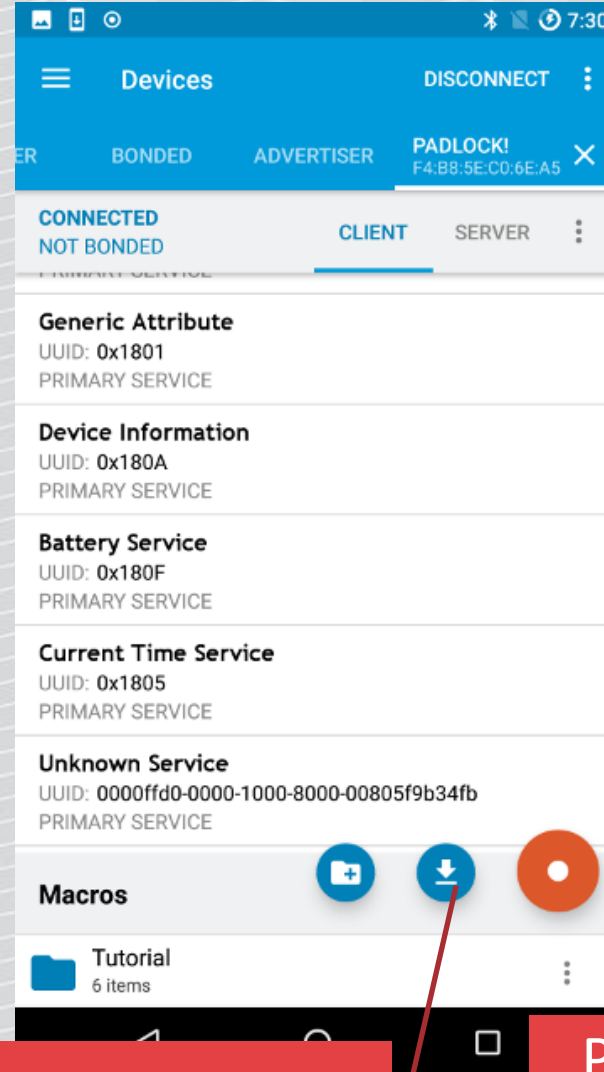 7:30
Devices
DISCONNECT
ER BONDED ADVERTISER PADLOCK!
F4:B8:5E:C0:6E:A5
CONNECTED
NOT BONDED
CLIENT SERVER
PRIMARY SERVICE
Generic Attribute
UUID: 0x1801
PRIMARY SERVICE
Device Information
UUID: 0x180A
PRIMARY SERVICE
Battery Service
UUID: 0x180F
PRIMARY SERVICE
Current Time Service
UUID: 0x1805
PRIMARY SERVICE
Unknown Service
UUID: 0000ffd0-0000-1000-8000-00805f9b34fb
PRIMARY SERVICE
Macros
Tutorial
6 items
P